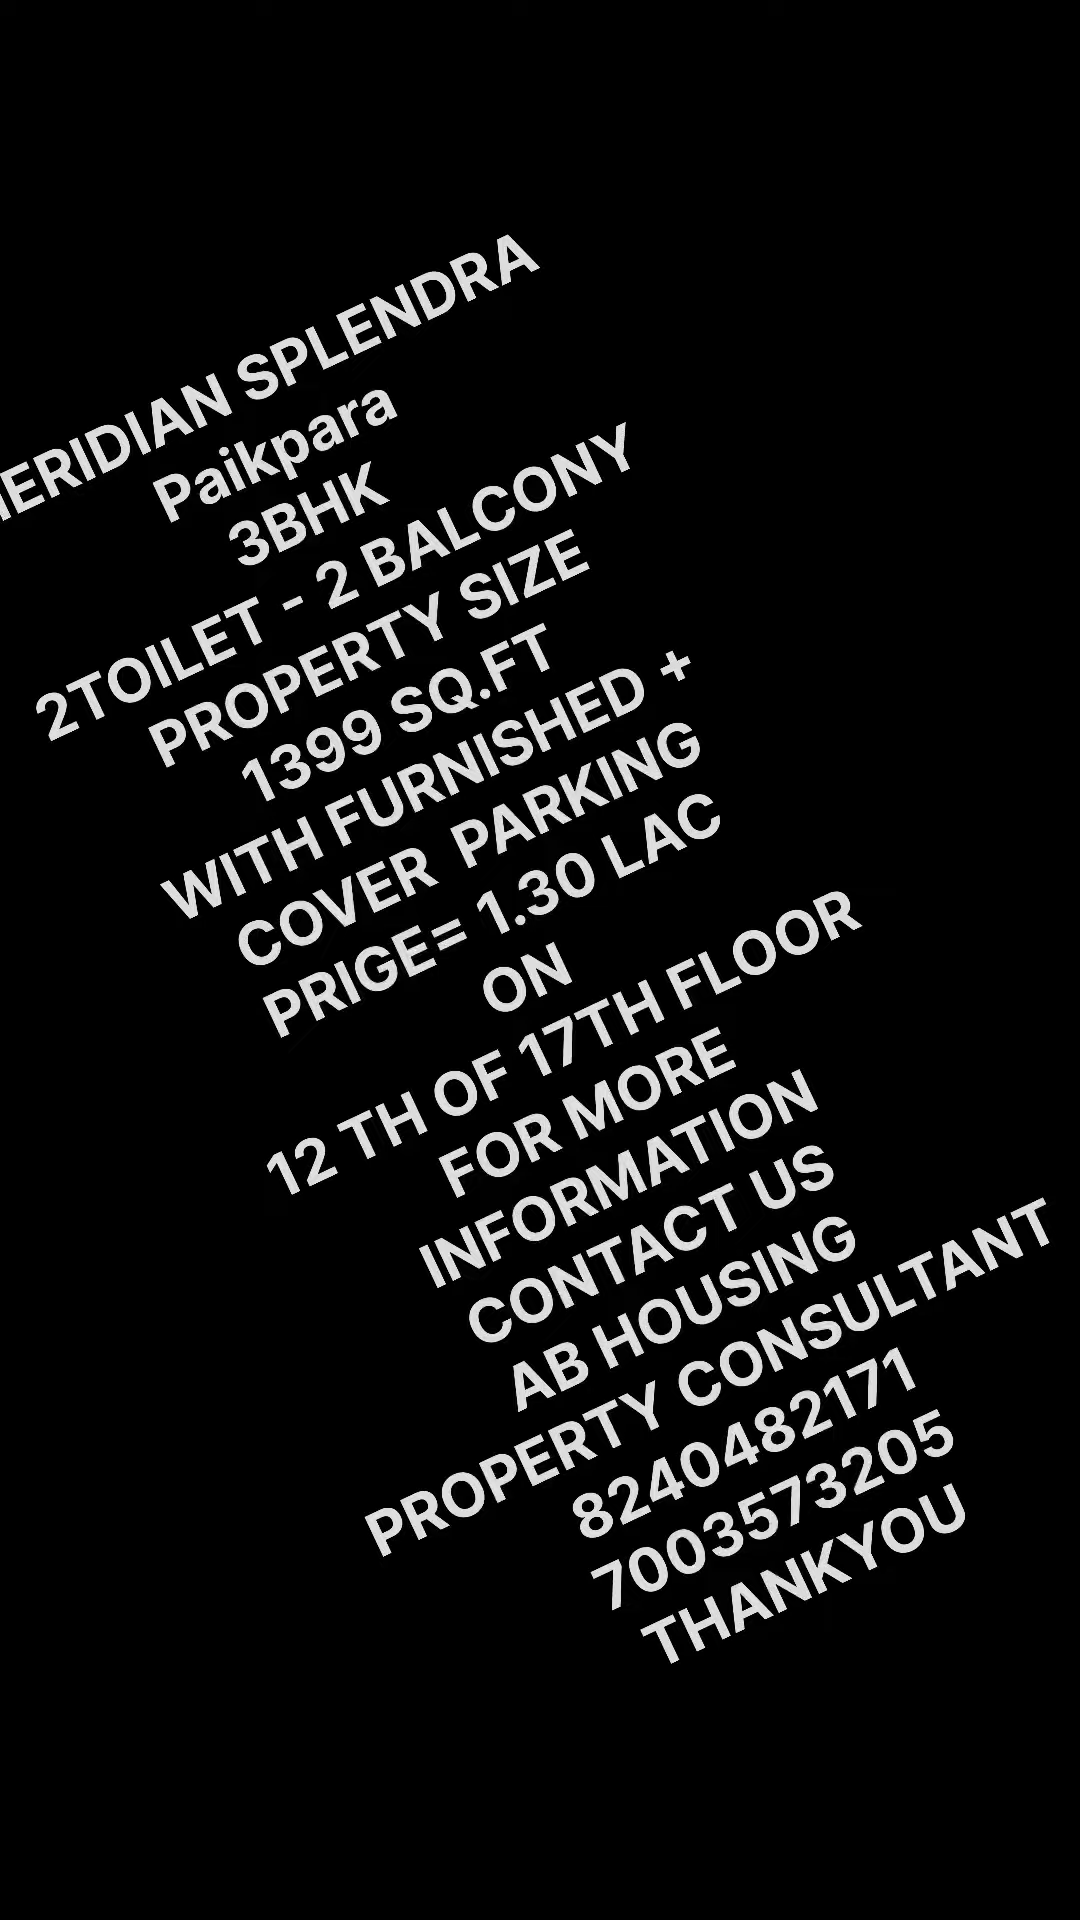 ERIDIAN SPLENDRA
Paikpara
3BHK
2TOILET - 2 BALCONY
PROPERTY SIZE
1399 SQ.FT
WITH FURNISHED +
COVER PARKING
PRIGE= 1.30 LAC
ON
12 TH OF 17TH FLOOR
FOR MORE
INFORMATION
CONTACT US
AB HOUSING
PROPERTY CONSULTANT
8240482171
7003573205
THANKYOU